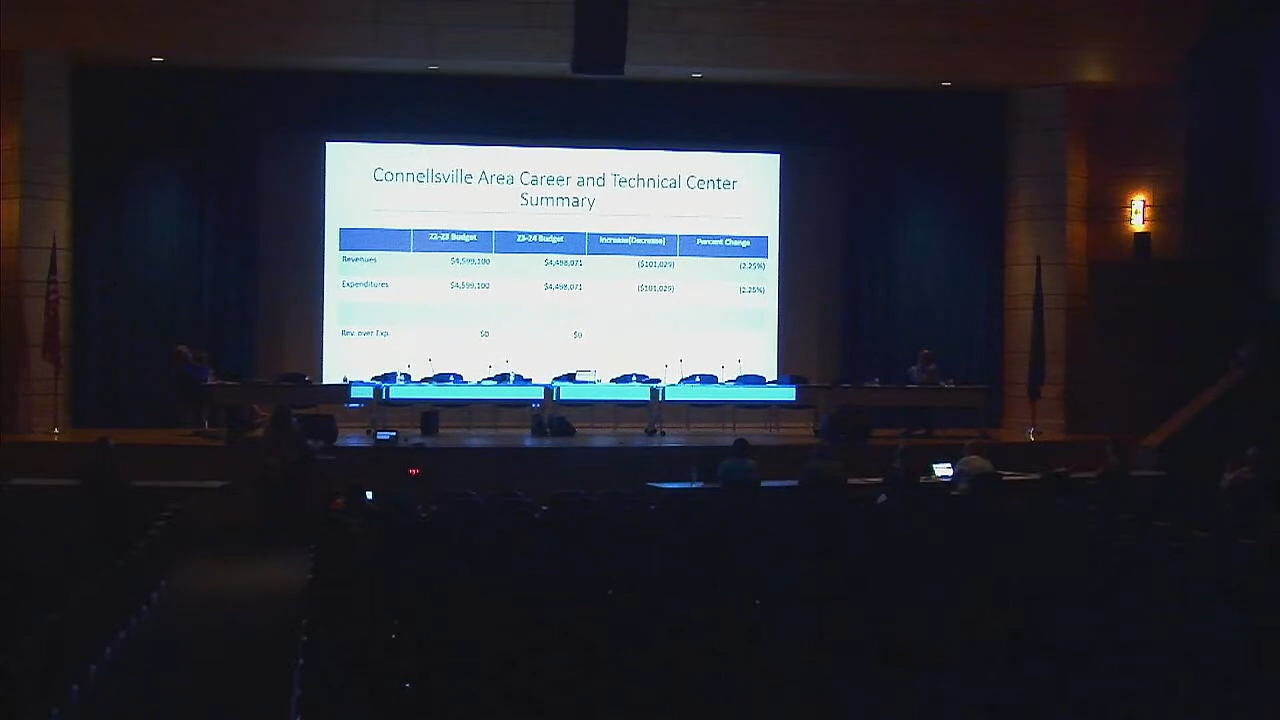 Connellsville Area Career and Technical Center
Summary
22-23 Budget 23-24 Budget Increase(Decrease) Percent Change
Revenues $4,599,100 $4,498,071 ($101,029) (2.25%)
Expenditures $4,599,100 $4,498,071 ($101,029) (2.25%)
Rev. over Exp. $0 $0